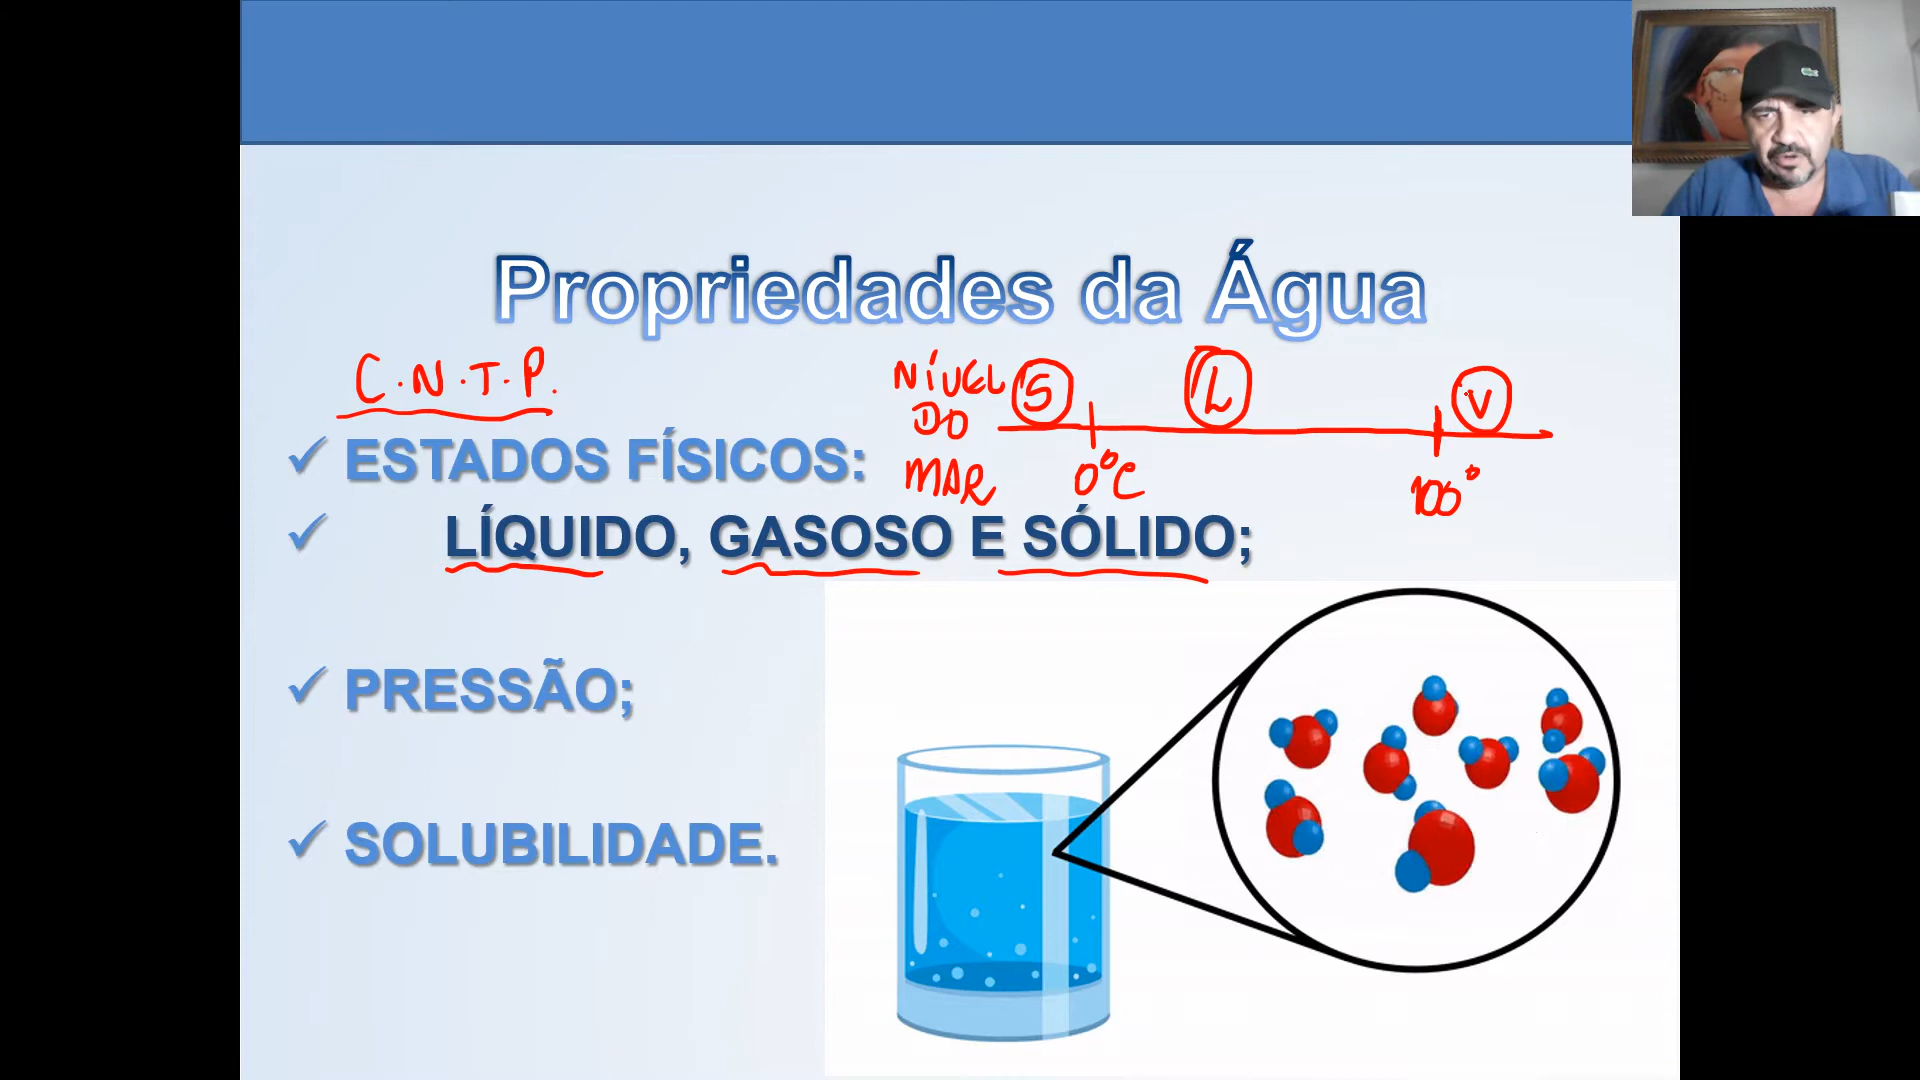 Propriedades da Água
C.N.T.P.
NÍVEL
DO
MAR
S L V
0°C 100°
ESTADOS FÍSICOS:
LÍQUIDO, GASOSO E SÓLIDO;
PRESSÃO;
SOLUBILIDADE.